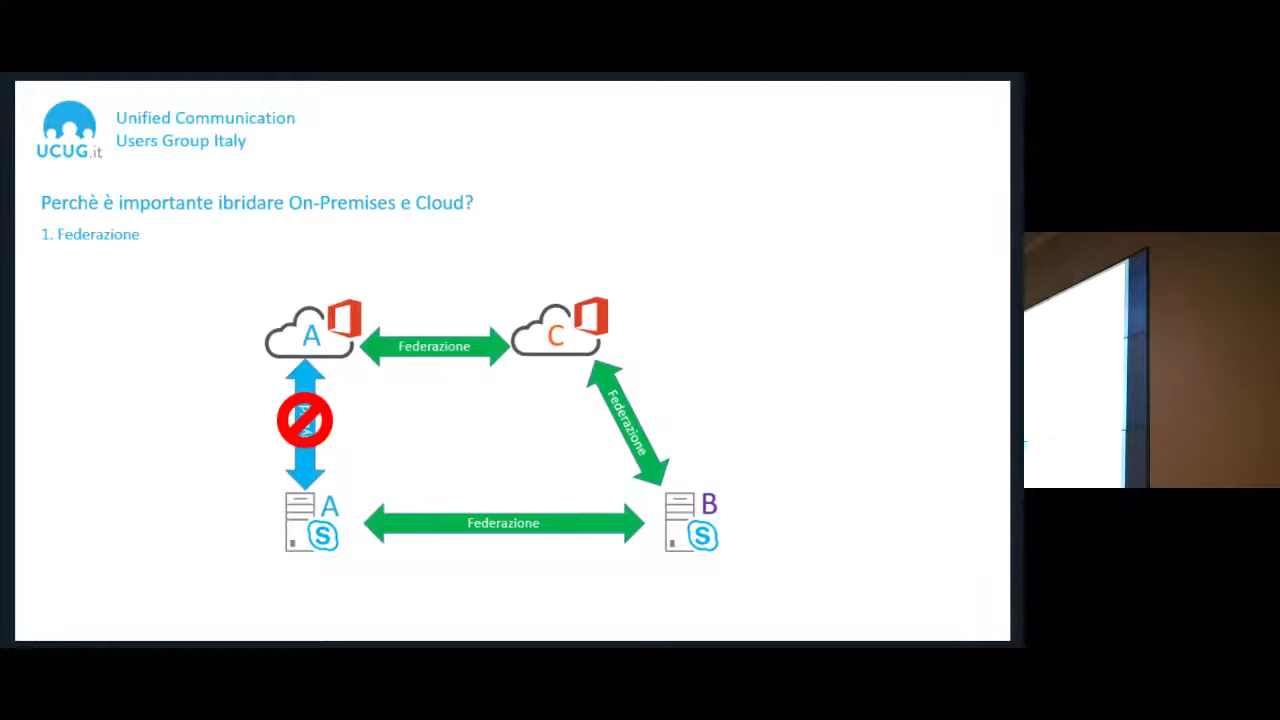 Unified Communication
Users Group Italy
UCUG.it
Perchè è importante ibridare On-Premises e Cloud?
1. Federazione
A
Federazione
C
Federazione
A
S
Federazione
B
S